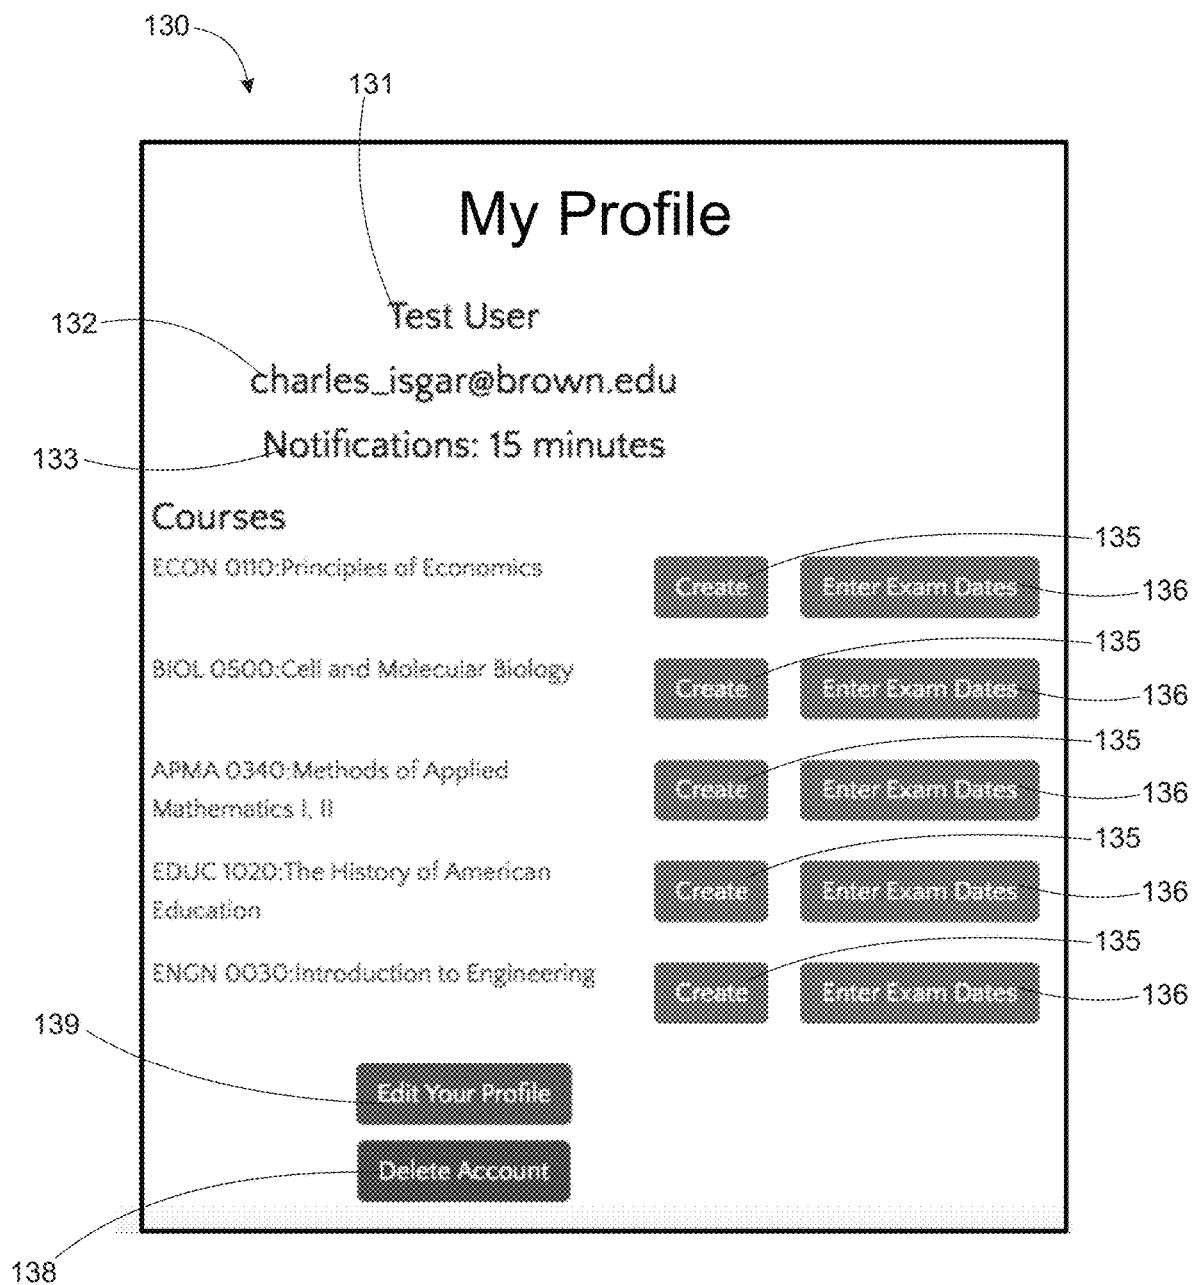 130
131
My Profile
Test User
132
charles_isgar@brown.edu
Notifications: 15 minutes
133
Courses
135
ECON 0110:Principles of Economics
Create
Enter Exam Dates
136
135
BIOL 0500:Cell and Molecular Biology
Create
Enter Exam Dates
136
135
APMA 0340:Methods of Applied
Mathematics I, II
Create
Enter Exam Dates
136
135
EDUC 1020:The History of American
Education
Create
Enter Exam Dates
136
135
ENGN 0030:Introduction to Engineering
Create
Enter Exam Dates
136
139
Edit Your Profile
Delete Account
138